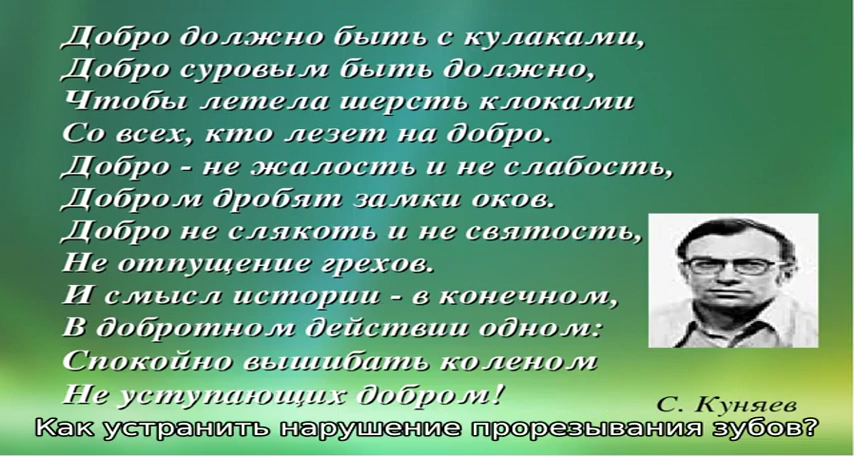 Добро должно быть с кулаками,
Добро суровым быть должно,
Чтобы летела шерсть клоками
Со всех, кто лезет на добро.
Добро - не жалость и не слабость,
Добром дробят замки оков.
Добро не слякоть и не святость,
Не отпущение грехов.
И смысл истории - в конечном,
В добротном действии одном:
Спокойно вышибать коленом
Не уступающих добром!
С. Куняев
Как устранить нарушение прорезывания зубов?